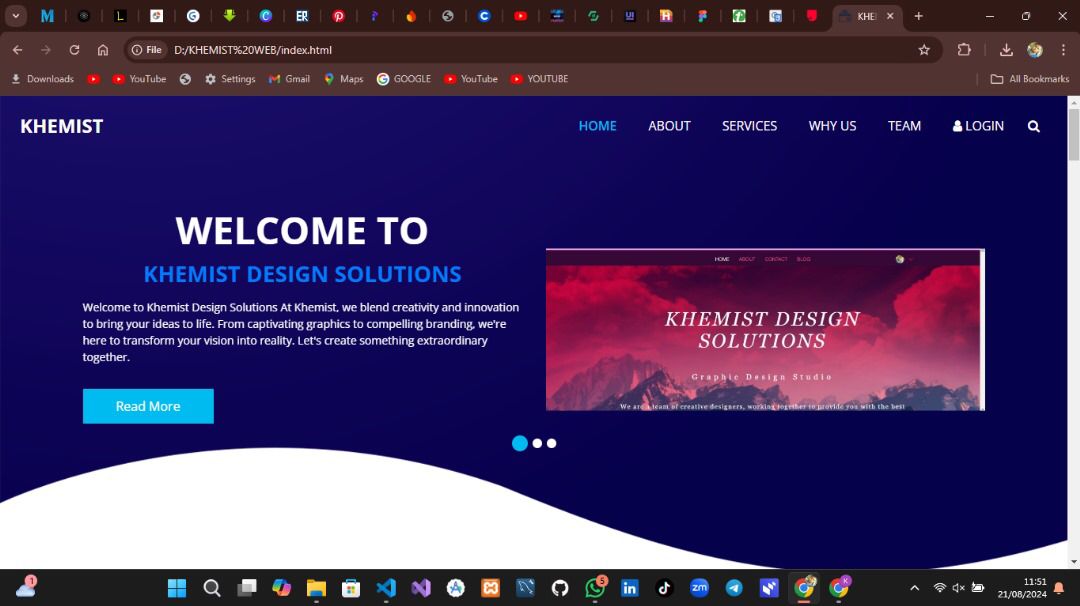 KHEI
File
D:/KHEMIST%20WEB/index.html
Downloads
YouTube
Settings
Gmail
Maps
GOOGLE
YouTube
YOUTUBE
All Bookmarks
KHEMIST
HOME
ABOUT
SERVICES
WHY US
TEAM
LOGIN
WELCOME TO
KHEMIST DESIGN SOLUTIONS
Welcome to Khemist Design Solutions At Khemist, we blend creativity and innovation
to bring your ideas to life. From captivating graphics to compelling branding, we're
here to transform your vision into reality. Let's create something extraordinary
together.
Read More
HOME
ABOUT
CONTACT
BLOG
KHEMIST DESIGN
SOLUTIONS
Graphic Design Studio
We are a team of creative designers, working together to provide you with the best
1
5
zm
K
11:51
21/08/2024